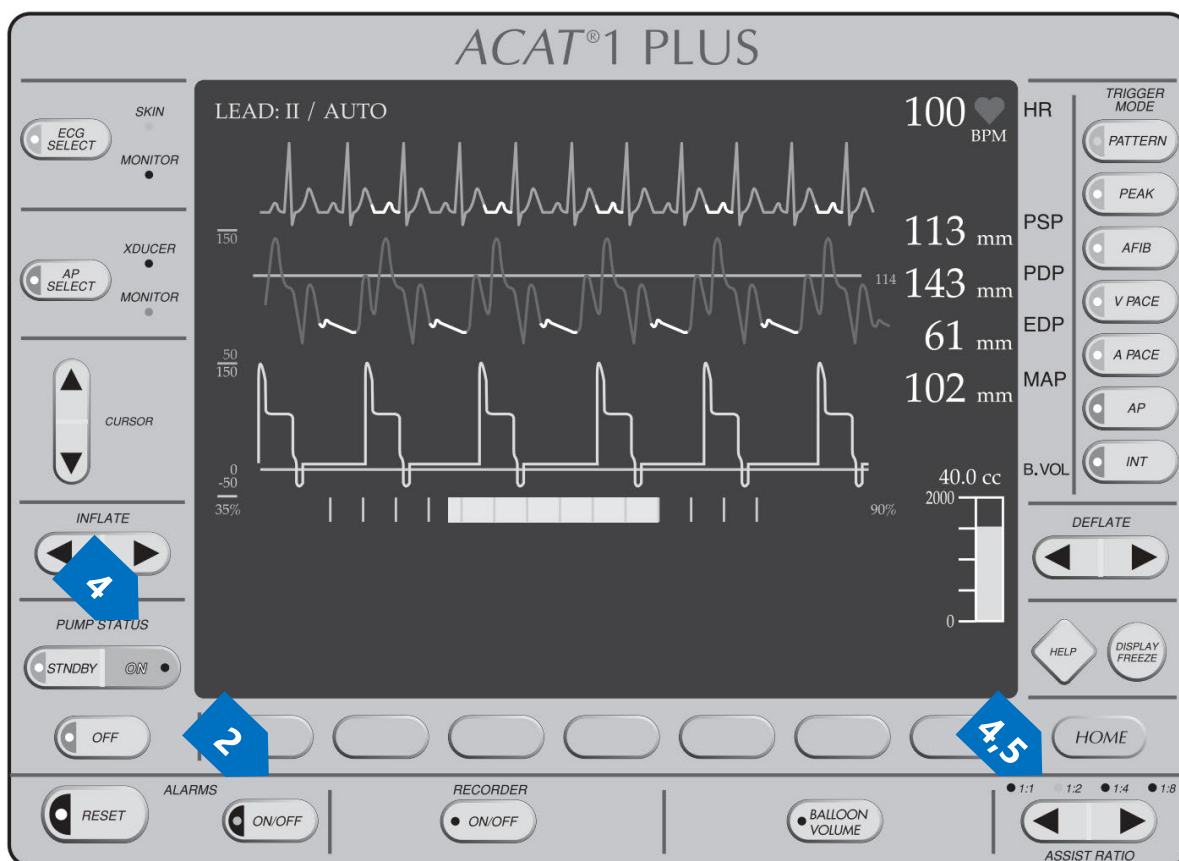 ACAT®1 PLUS
ECG
SELECT
SKIN
MONITOR
AP
SELECT
XDUCER
MONITOR
CURSOR
INFLATE
4
PUMP STATUS
STNDBY
ON
OFF
LEAD: II / AUTO
100
BPM
HR
150
113 mm
PSP
114
143 mm
PDP
61 mm
EDP
50
150
102 mm
MAP
0
-50
35%
90%
B.VOL
40.0 cc
2000
0
TRIGGER
MODE
PATTERN
PEAK
AFIB
V PACE
A PACE
AP
INT
DEFLATE
HELP
DISPLAY
FREEZE
2
4,5
HOME
ALARMS
RESET
ON/OFF
RECORDER
ON/OFF
BALLOON
VOLUME
1:1 1:2 1:4 1:8
ASSIST RATIO